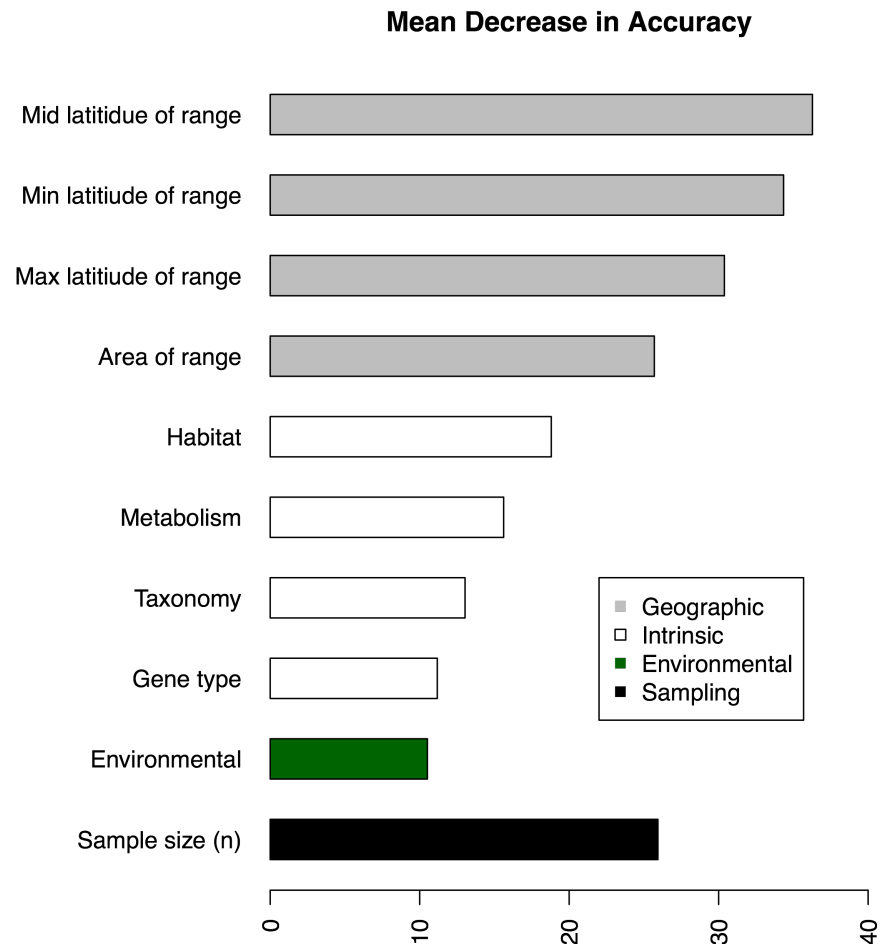 Mean Decrease in Accuracy
Mid latitidue of range
Min latitiude of range
Max latitiude of range
Area of range
Habitat
Metabolism
Taxonomy
Geographic
Intrinsic
Environmental
Sampling
Gene type
Environmental
Sample size (n)
0
10
20
30
40